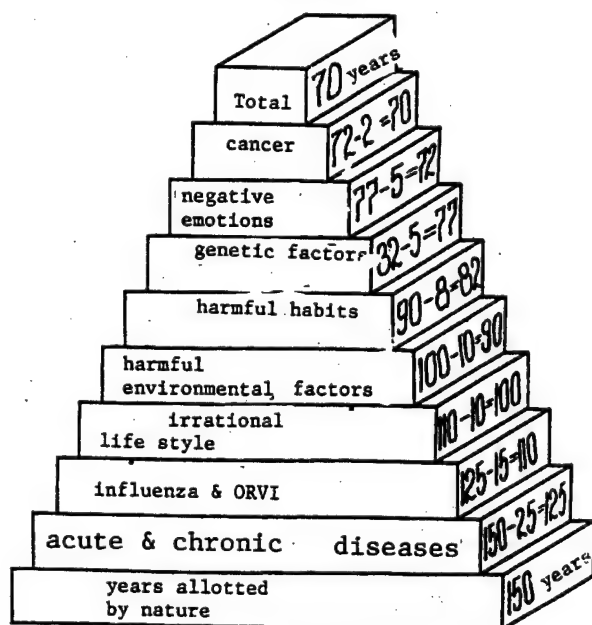 Total 70 years
cancer 72-2=70
negative
emotions 77-5=72
genetic factors 32-5=77
harmful habits 90-8=82
harmful
environmental factors 100-10=90
irrational
life style 110-10=100
influenza & ORVI 125-15=110
acute & chronic diseases 150-25=125
years allotted
by nature 150 years